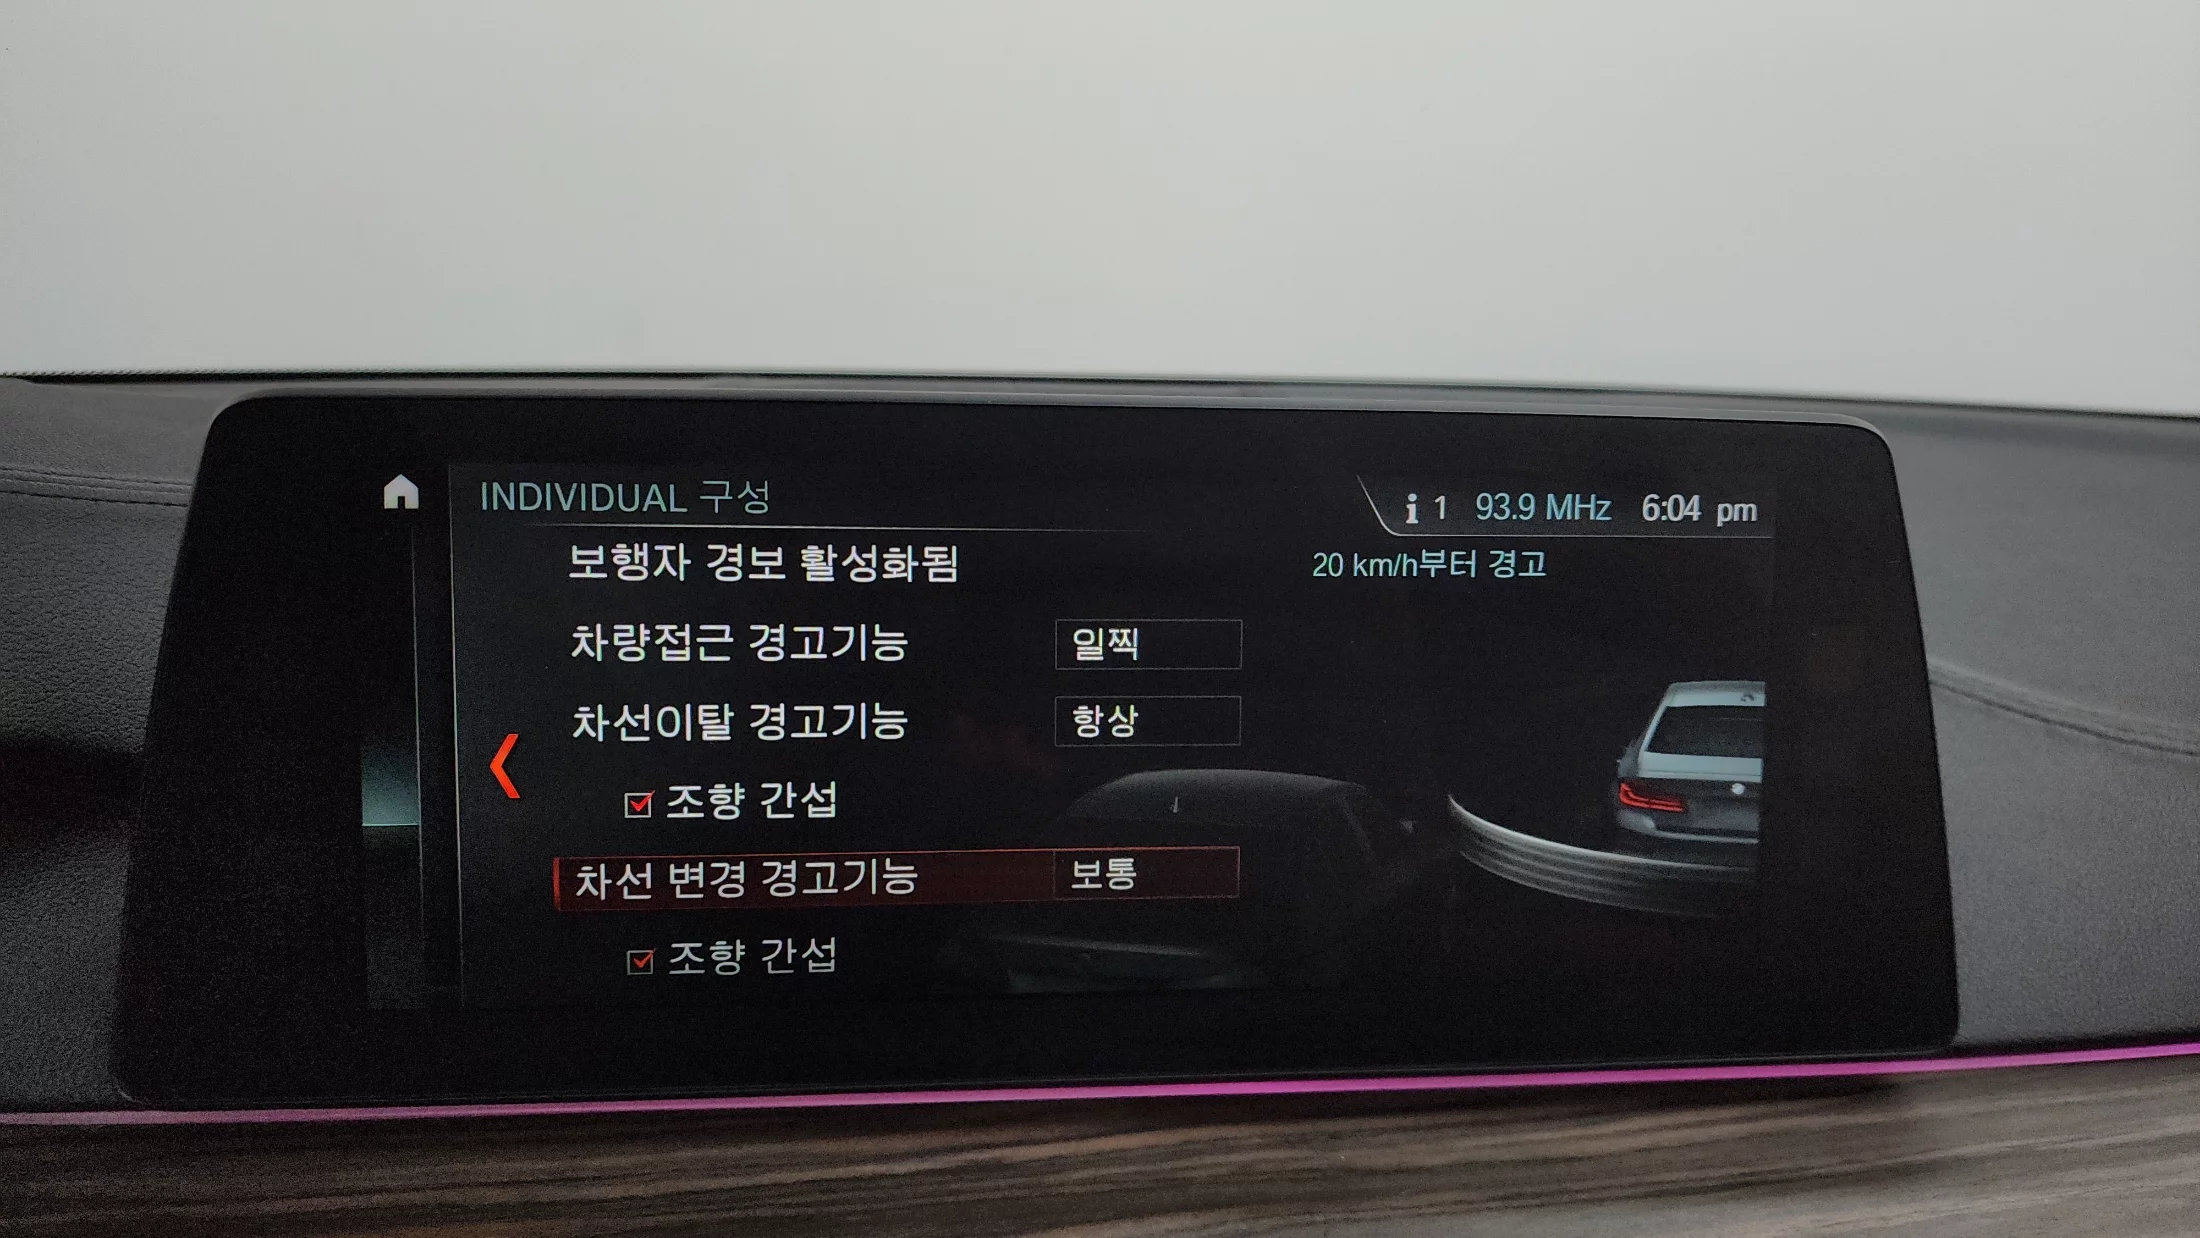 INDIVIDUAL 구성
i 1 93.9 MHz 6:04 pm
보행자 경보 활성화됨
20 km/h부터 경고
차량접근 경고기능 일찍
차선이탈 경고기능 항상
조향 간섭
차선 변경 경고기능 보통
조향 간섭